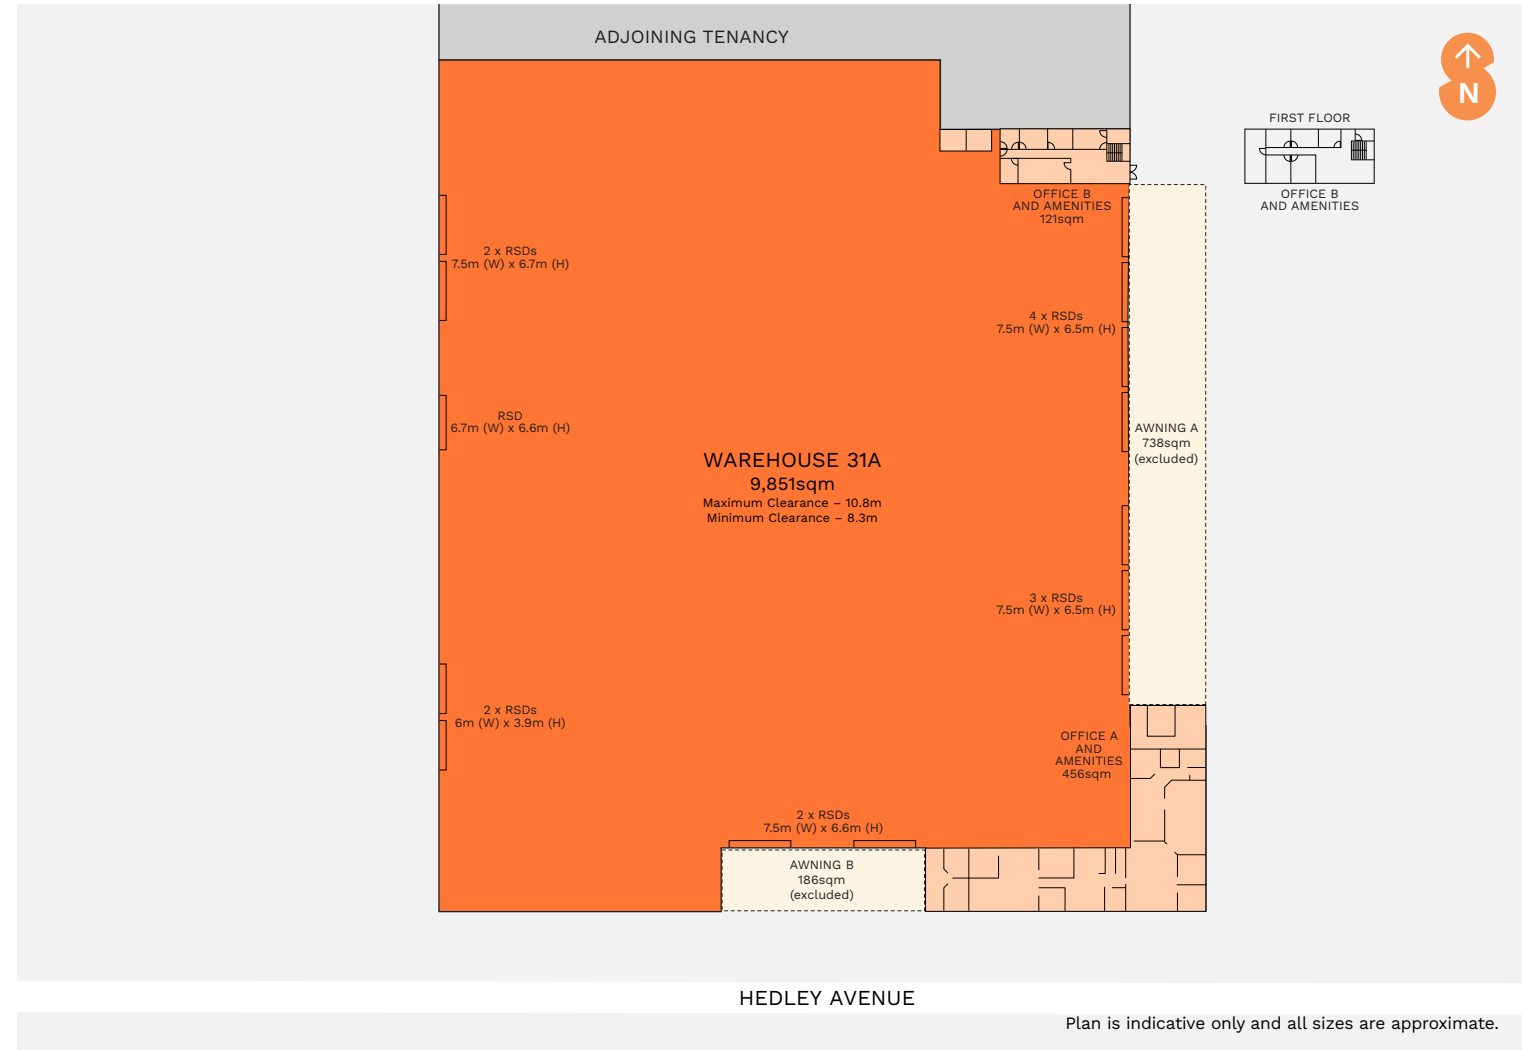 ADJOINING TENANCY
N
FIRST FLOOR
OFFICE B
AND AMENITIES
OFFICE B
AND AMENITIES
121sqm
2 x RSDs
7.5m (W) x 6.7m (H)
4 x RSDs
7.5m (W) x 6.5m (H)
RSD
6.7m (W) x 6.6m (H)
AWNING A
738sqm
(excluded)
WAREHOUSE 31A
9,851sqm
Maximum Clearance – 10.8m
Minimum Clearance – 8.3m
3 x RSDs
7.5m (W) x 6.5m (H)
2 x RSDs
6m (W) x 3.9m (H)
OFFICE A
AND
AMENITIES
456sqm
2 x RSDs
7.5m (W) x 6.6m (H)
AWNING B
186sqm
(excluded)
HEDLEY AVENUE
Plan is indicative only and all sizes are approximate.